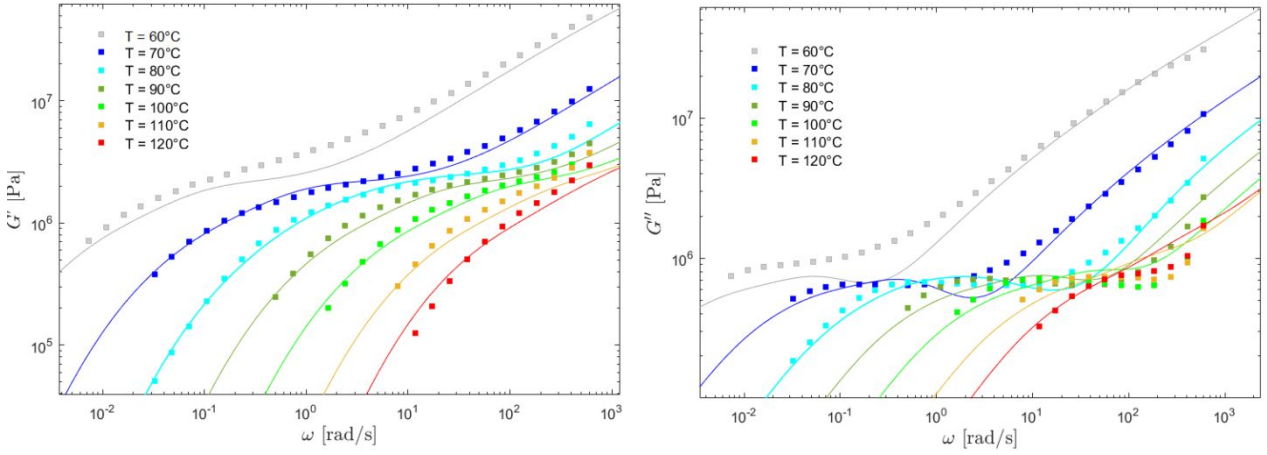 T = 60°C
T = 70°C
T = 80°C
T = 90°C
T = 100°C
T = 110°C
T = 120°C
G′ [Pa]
10⁷
10⁶
10⁵
10⁻² 10⁻¹ 10⁰ 10¹ 10² 10³
ω [rad/s]
T = 60°C
T = 70°C
T = 80°C
T = 90°C
T = 100°C
T = 110°C
T = 120°C
G″ [Pa]
10⁷
10⁶
10⁻² 10⁻¹ 10⁰ 10¹ 10² 10³
ω [rad/s]